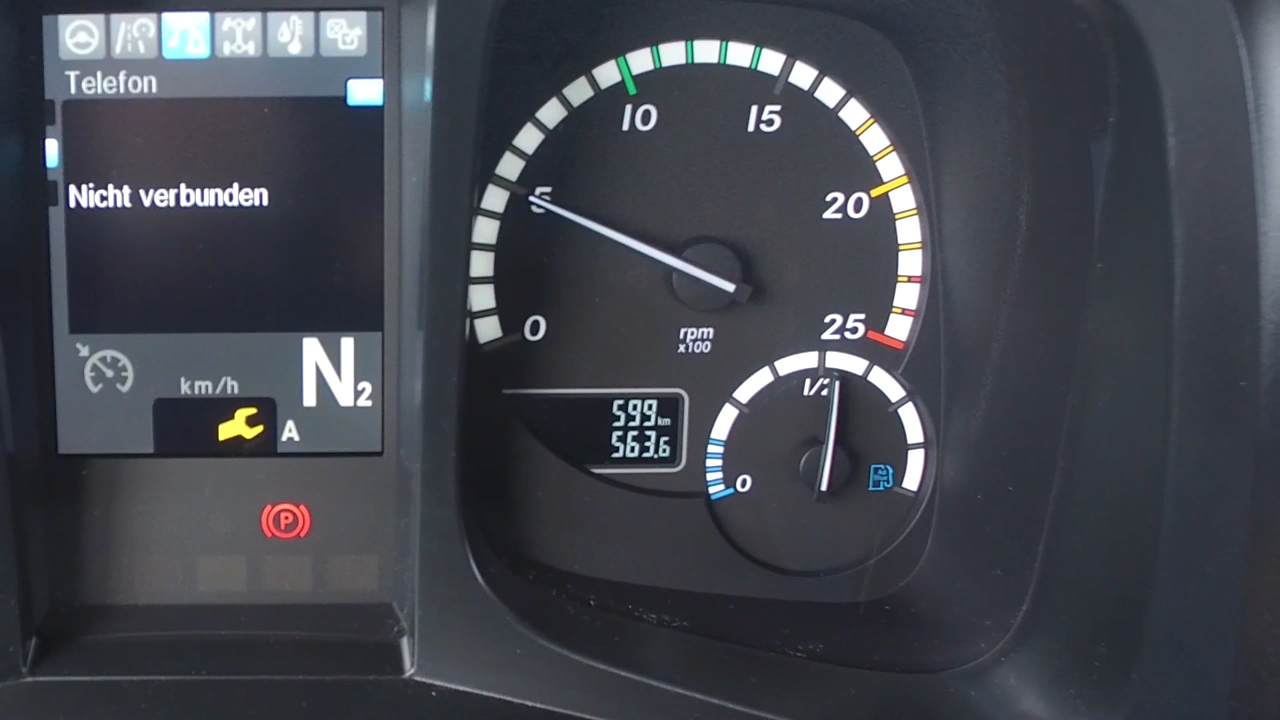 Telefon
Nicht verbunden
km/h
N2
A
P
0
5
10
15
20
25
rpm
x100
599 km
563.6
0
1/2